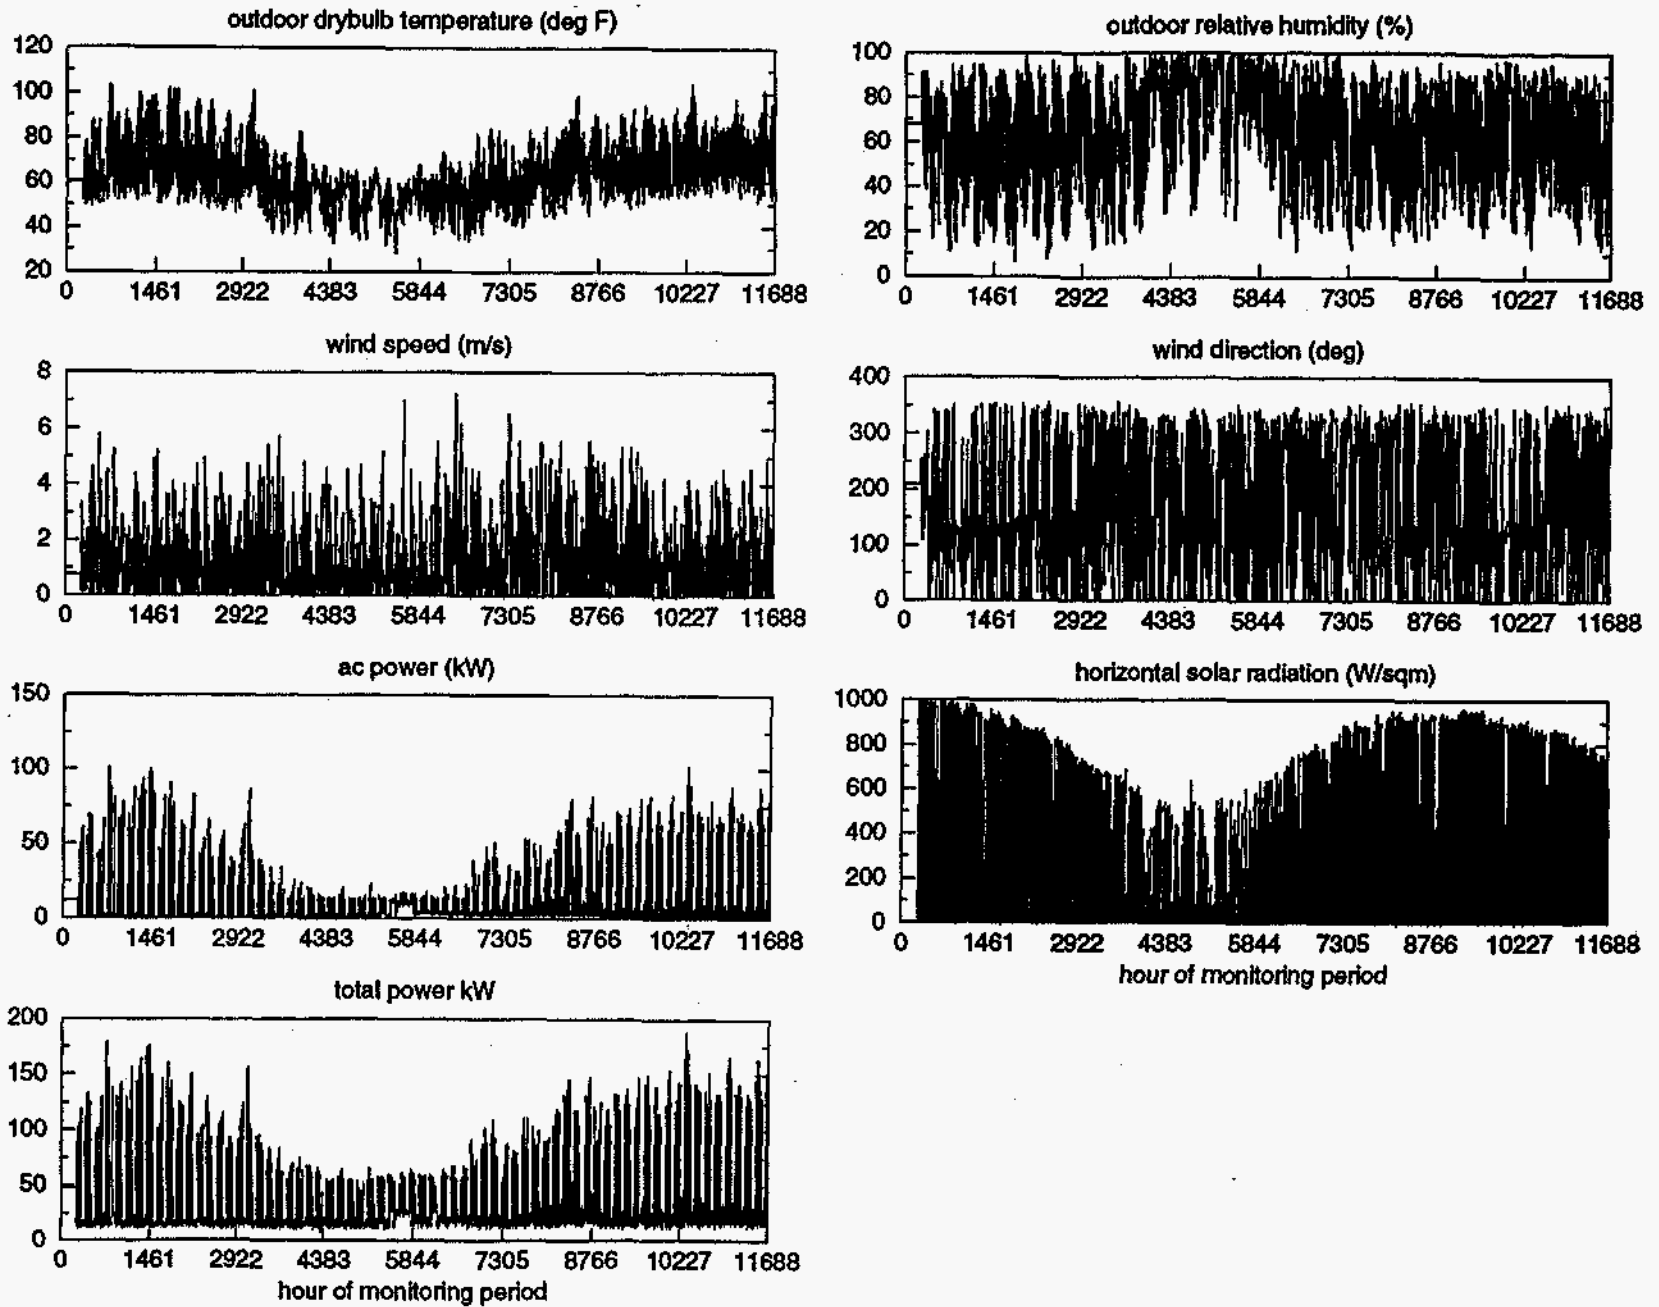 outdoor drybulb temperature (deg F)
120
100
80
60
40
20
0 1461 2922 4383 5844 7305 8766 10227 11688
outdoor relative humidity (%)
100
80
60
40
20
0
0 1461 2922 4383 5844 7305 8766 10227 11688
wind speed (m/s)
8
6
4
2
0
0 1461 2922 4383 5844 7305 8766 10227 11688
wind direction (deg)
400
300
200
100
0
0 1461 2922 4383 5844 7305 8766 10227 11688
ac power (kW)
150
100
50
0
0 1461 2922 4383 5844 7305 8766 10227 11688
horizontal solar radiation (W/sqm)
1000
800
600
400
200
0
0 1461 2922 4383 5844 7305 8766 10227 11688
hour of monitoring period
total power kW
200
150
100
50
0
0 1461 2922 4383 5844 7305 8766 10227 11688
hour of monitoring period